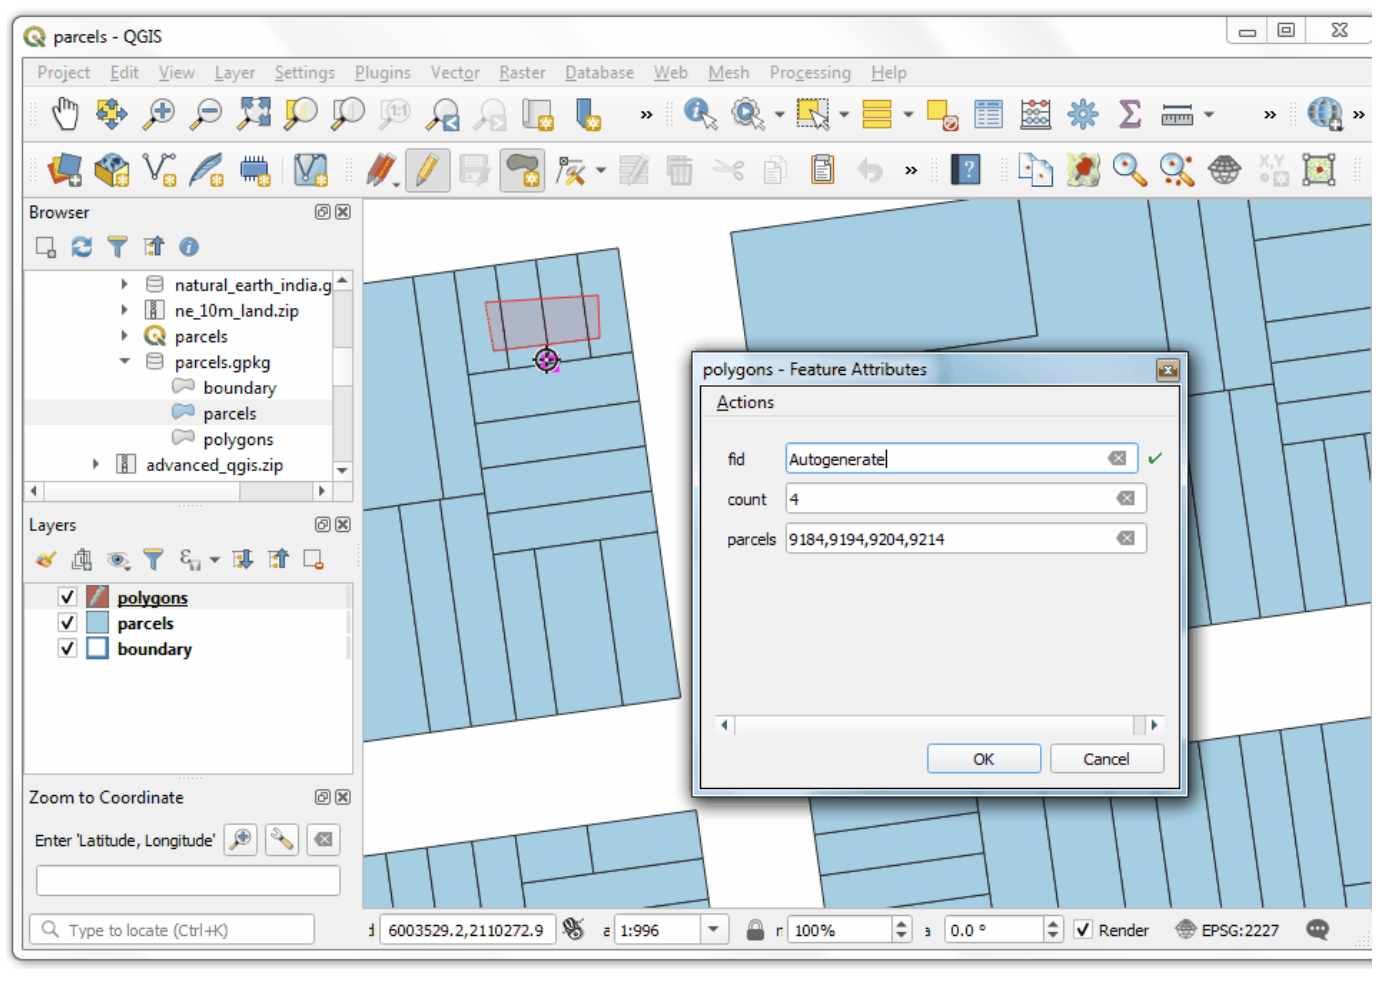 parcels - QGIS
Project Edit View Layer Settings Plugins Vector Raster Database Web Mesh Processing Help
1:1
» » »
» ? X,Y
Browser
natural_earth_india.g
ne_10m_land.zip
parcels
parcels.gpkg
boundary
parcels
polygons
advanced_qgis.zip
Layers
polygons
parcels
boundary
Zoom to Coordinate
Enter 'Latitude, Longitude'
polygons - Feature Attributes
Actions
fid Autogenerate
count 4
parcels 9184,9194,9204,9214
OK Cancel
Type to locate (Ctrl+K) 6003529.2,2110272.9 1:996 100% 0.0 ° Render EPSG:2227